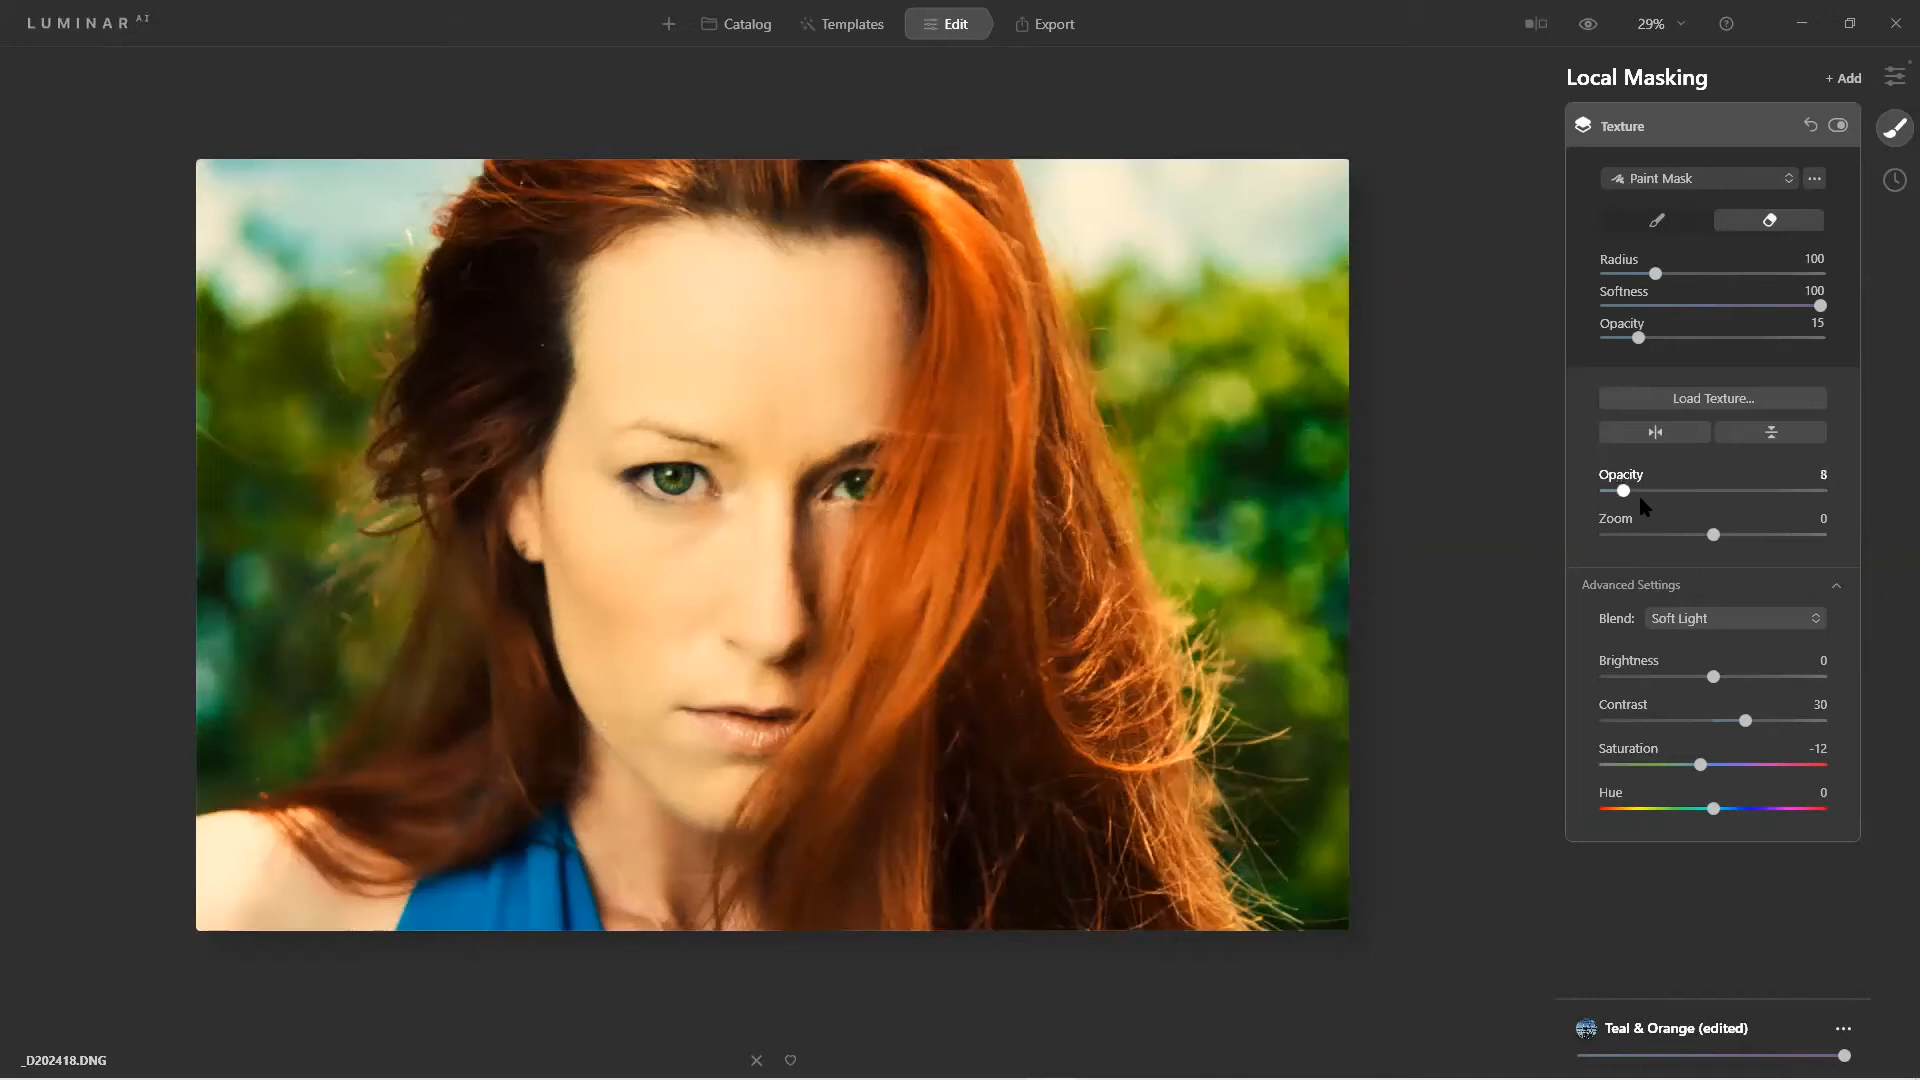 LUMINAR AI
Catalog
Templates
Edit
Export
29%
Local Masking
+ Add
Texture
Paint Mask
Radius 100
Softness 100
Opacity 15
Load Texture...
Opacity 8
Zoom 0
Advanced Settings
Blend: Soft Light
Brightness 0
Contrast 30
Saturation -12
Hue 0
Teal & Orange (edited)
_D202418.DNG